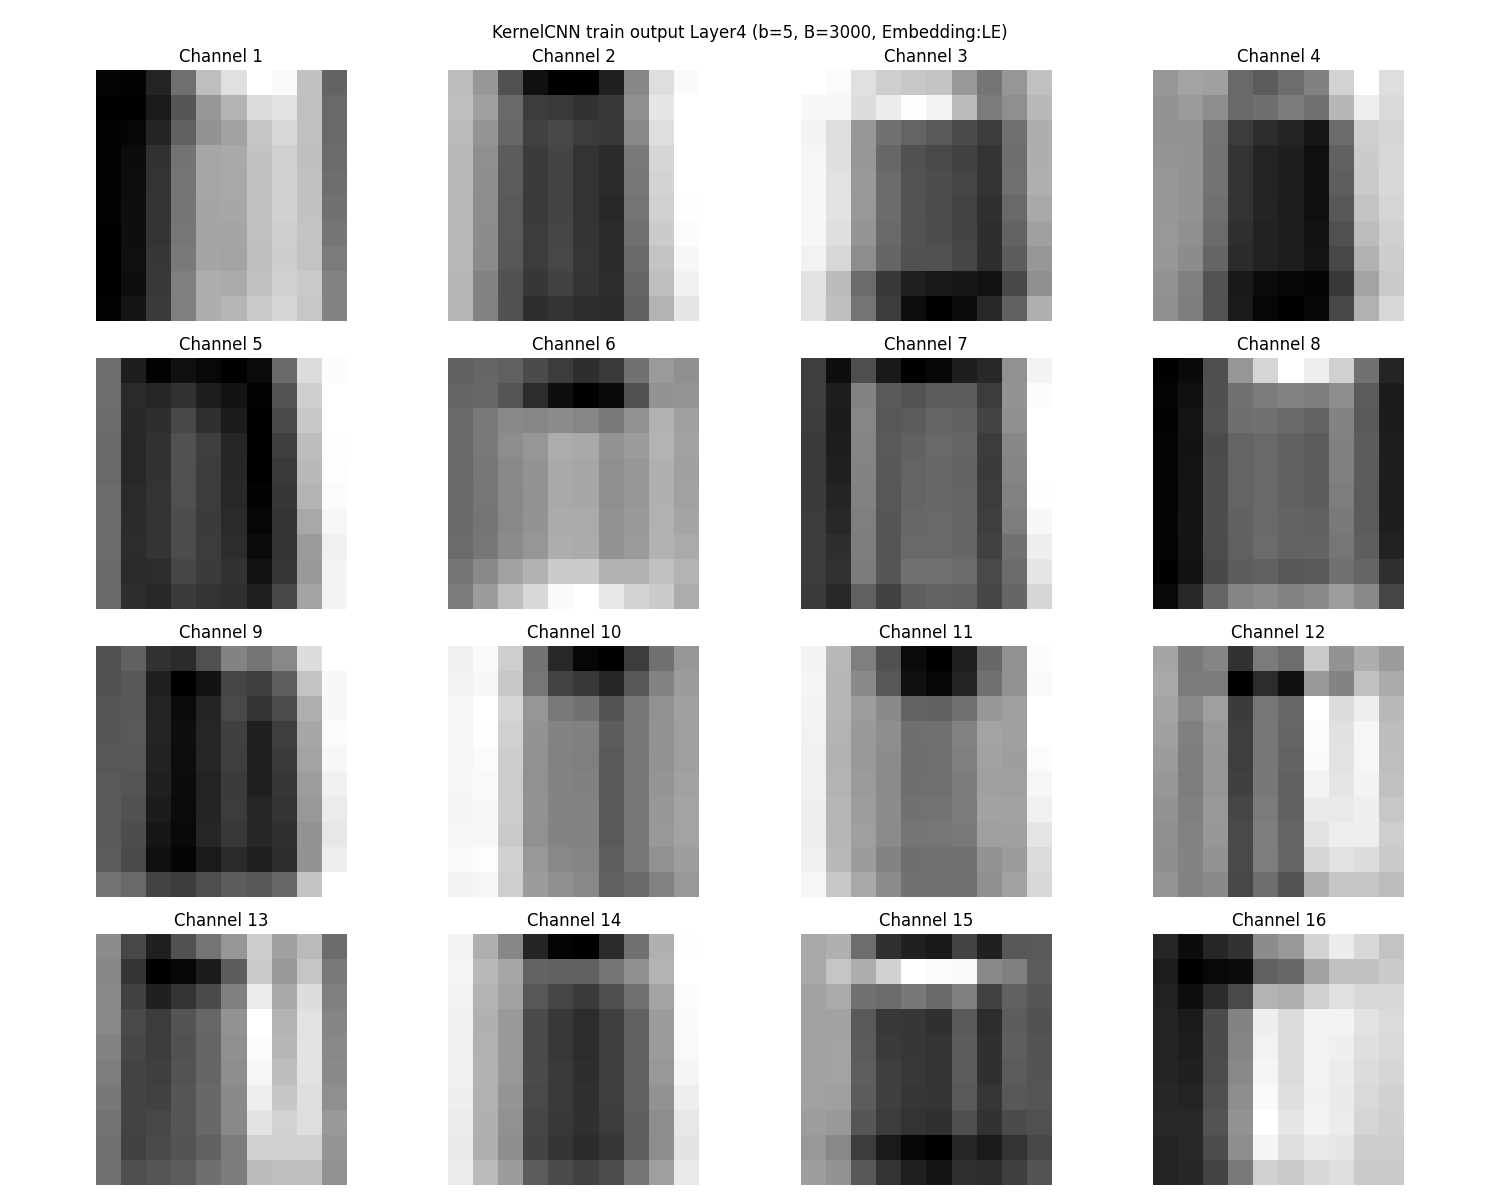 KernelCNN train output Layer4 (b=5, B=3000, Embedding:LE)
Channel 1
Channel 2
Channel 3
Channel 4
Channel 5
Channel 6
Channel 7
Channel 8
Channel 9
Channel 10
Channel 11
Channel 12
Channel 13
Channel 14
Channel 15
Channel 16